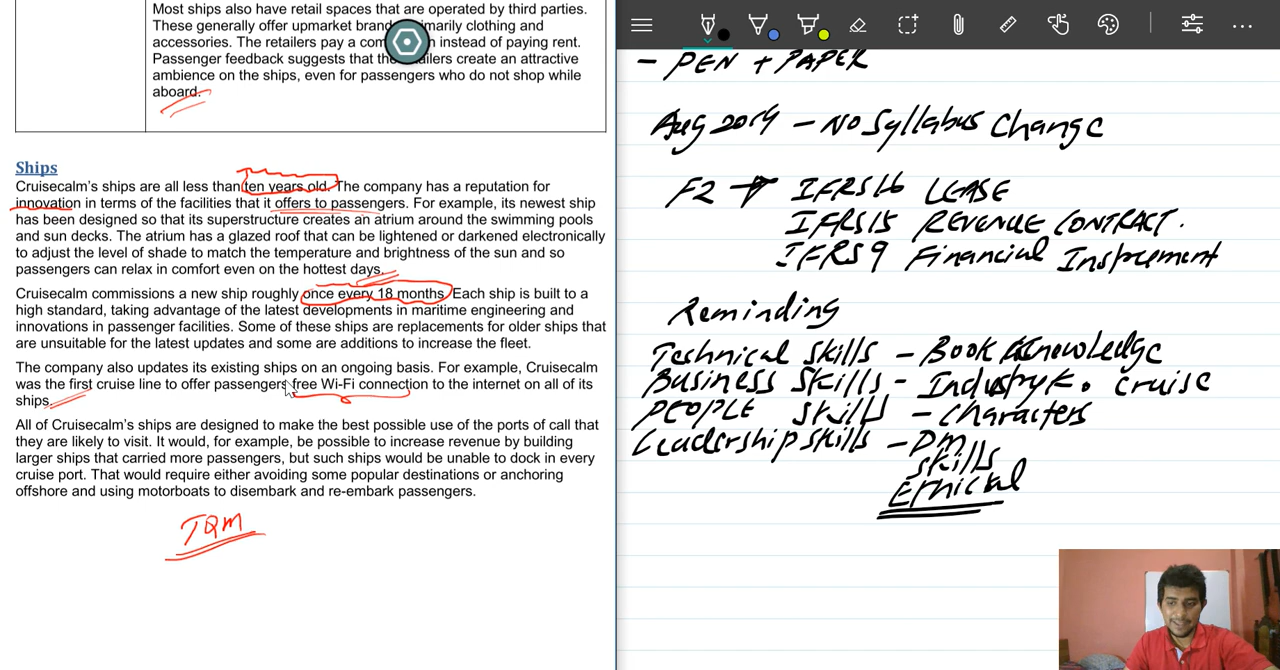 Most ships also have retail spaces that are operated by third parties.
These generally offer upmarket brand
clothing and
accessories. The retailers pay a
instead of paying rent.
Passenger feedback suggests that
create an attractive
ambience on the ships, even for passengers who do not shop while
aboard.
Ships
Cruisecalm's ships are all less than ten years old. The company has a reputation for
innovation in terms of the facilities that it offers to passengers. For example, its newest ship
has been designed so that its superstructure creates an atrium around the swimming pools
and sun decks. The atrium has a glazed roof that can be lightened or darkened electronically
to adjust the level of shade to match the temperature and brightness of the sun and so
passengers can relax in comfort even on the hottest days.
Cruisecalm commissions a new ship roughly once every 18 months. Each ship is built to a
high standard, taking advantage of the latest developments in maritime engineering and
innovations in passenger facilities. Some of these ships are replacements for older ships that
are unsuitable for the latest updates and some are additions to increase the fleet.
The company also updates its existing ships on an ongoing basis. For example, Cruisecalm
was the first cruise line to offer passengers free Wi-Fi connection to the internet on all of its
ships.
All of Cruisecalm's ships are designed to make the best possible use of the ports of call that
they are likely to visit. It would, for example, be possible to increase revenue by building
larger ships that carried more passengers, but such ships would be unable to dock in every
cruise port. That would require either avoiding some popular destinations or anchoring
offshore and using motorboats to disembark and re-embark passengers.
TQM
- PEN + PAPER
Aug 2019 - No Syllabus Change
F2 → IFRS16 LEASE
IFRS15 REVENUE CONTRACT.
IFRS9 Financial Instrument
Reminding
Technical Skills - Book Knowledge
Business Skills - Industry K. Cruise
PEOPLE Skills - Characters
Leadership skills - DM
Skills
Ethical